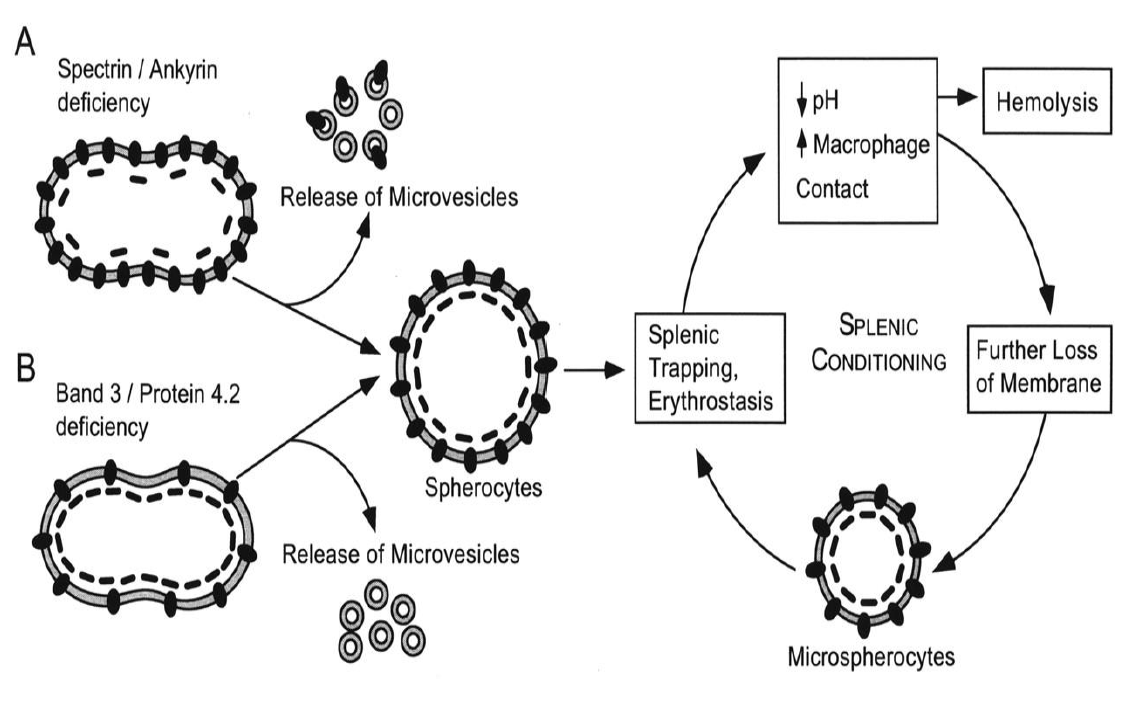 A
Spectrin / Ankyrin
deficiency
Release of Microvesicles
B
Band 3 / Protein 4.2
deficiency
Release of Microvesicles
Spherocytes
Splenic
Trapping,
Erythrostasis
↓ pH
↑ Macrophage
Contact
Hemolysis
SPLENIC
CONDITIONING
Further Loss
of Membrane
Microspherocytes